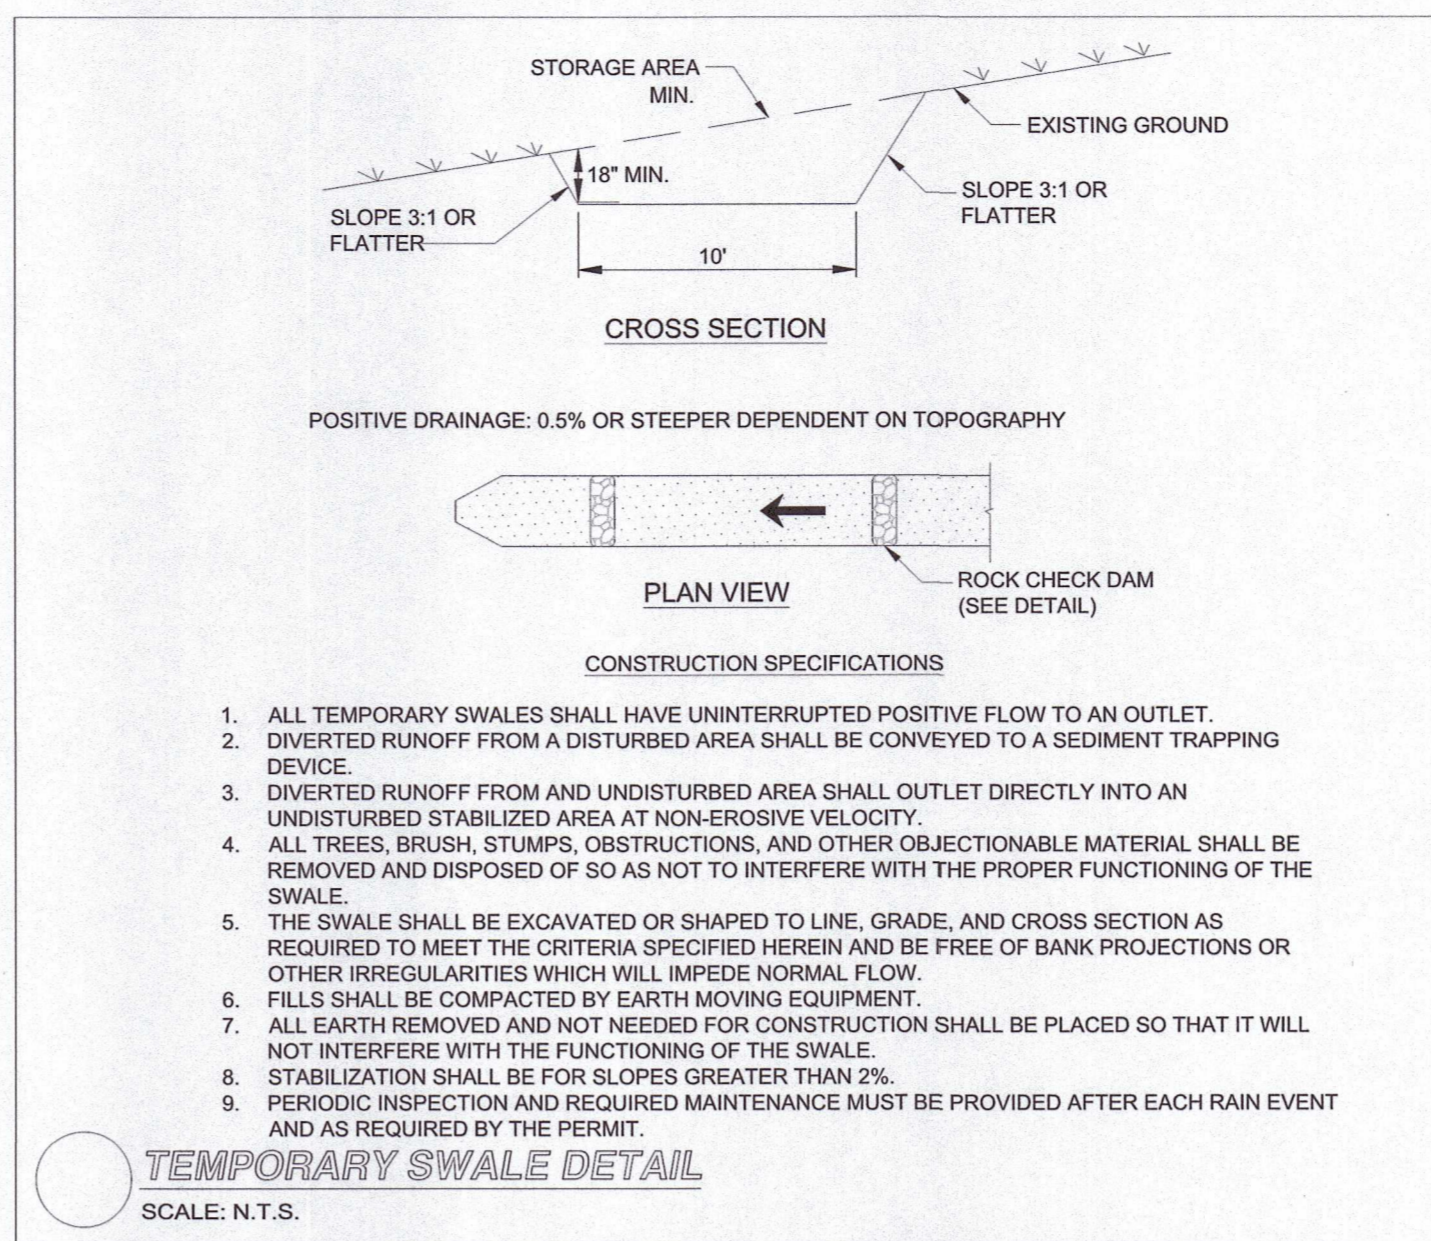 STORAGE AREA
MIN.
EXISTING GROUND
18" MIN.
SLOPE 3:1 OR
FLATTER
SLOPE 3:1 OR
FLATTER
10'
CROSS SECTION
POSITIVE DRAINAGE: 0.5% OR STEEPER DEPENDENT ON TOPOGRAPHY
ROCK CHECK DAM
(SEE DETAIL)
PLAN VIEW
CONSTRUCTION SPECIFICATIONS
1. ALL TEMPORARY SWALES SHALL HAVE UNINTERRUPTED POSITIVE FLOW TO AN OUTLET.
2. DIVERTED RUNOFF FROM A DISTURBED AREA SHALL BE CONVEYED TO A SEDIMENT TRAPPING
DEVICE.
3. DIVERTED RUNOFF FROM AND UNDISTURBED AREA SHALL OUTLET DIRECTLY INTO AN
UNDISTURBED STABILIZED AREA AT NON-EROSIVE VELOCITY.
4. ALL TREES, BRUSH, STUMPS, OBSTRUCTIONS, AND OTHER OBJECTIONABLE MATERIAL SHALL BE
REMOVED AND DISPOSED OF SO AS NOT TO INTERFERE WITH THE PROPER FUNCTIONING OF THE
SWALE.
5. THE SWALE SHALL BE EXCAVATED OR SHAPED TO LINE, GRADE, AND CROSS SECTION AS
REQUIRED TO MEET THE CRITERIA SPECIFIED HEREIN AND BE FREE OF BANK PROJECTIONS OR
OTHER IRREGULARITIES WHICH WILL IMPEDE NORMAL FLOW.
6. FILLS SHALL BE COMPACTED BY EARTH MOVING EQUIPMENT.
7. ALL EARTH REMOVED AND NOT NEEDED FOR CONSTRUCTION SHALL BE PLACED SO THAT IT WILL
NOT INTERFERE WITH THE FUNCTIONING OF THE SWALE.
8. STABILIZATION SHALL BE FOR SLOPES GREATER THAN 2%.
9. PERIODIC INSPECTION AND REQUIRED MAINTENANCE MUST BE PROVIDED AFTER EACH RAIN EVENT
AND AS REQUIRED BY THE PERMIT.
TEMPORARY SWALE DETAIL
SCALE: N.T.S.